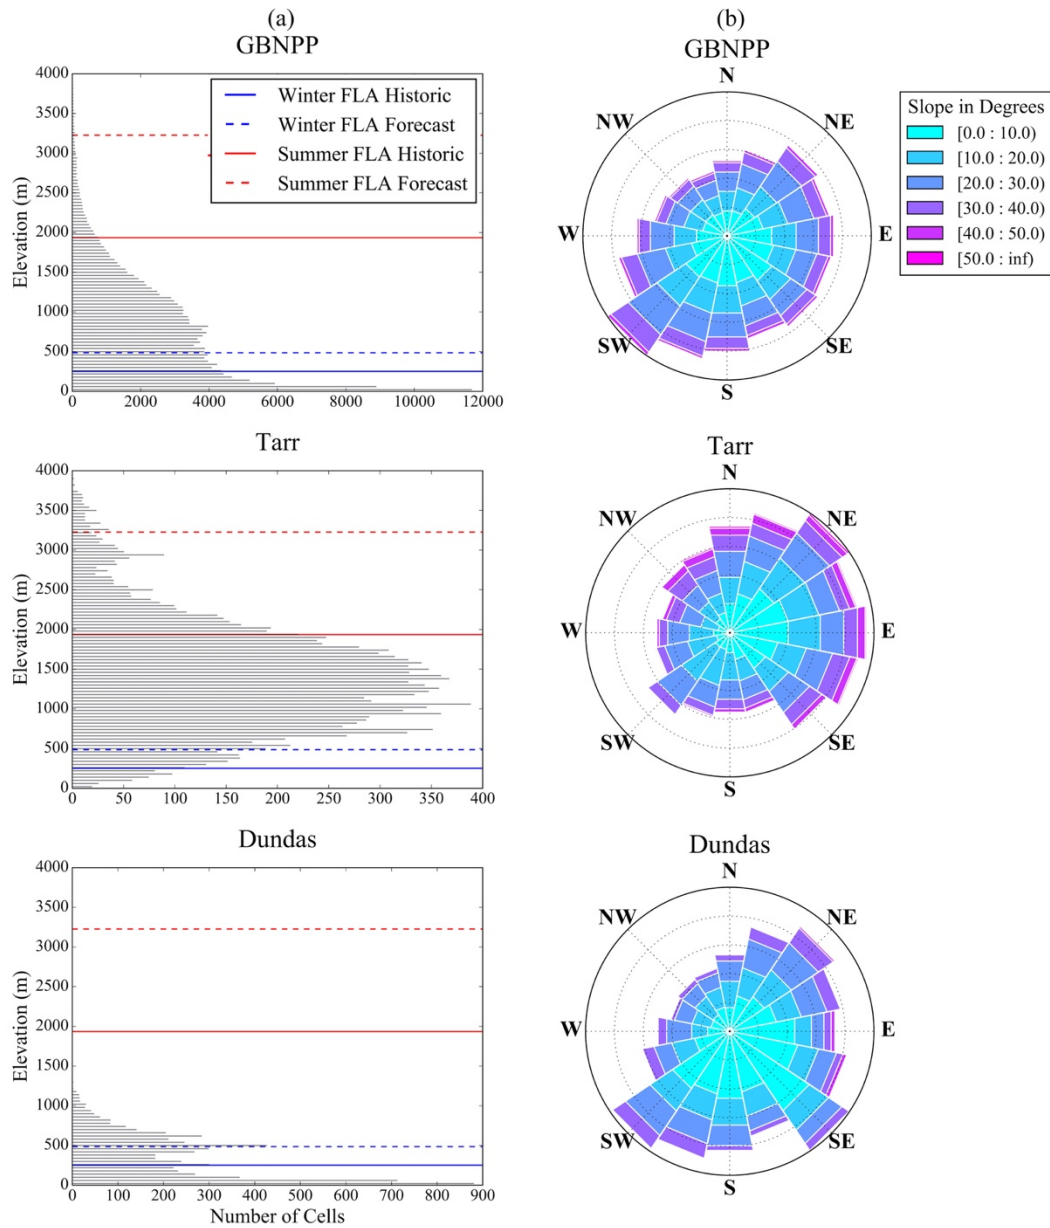 (a)
GBNPP
4000
3500
3000
2500
2000
1500
1000
500
0
Elevation (m)
0 2000 4000 6000 8000 10000 12000
Winter FLA Historic
Winter FLA Forecast
Summer FLA Historic
Summer FLA Forecast
(b)
GBNPP
N
NW NE
W E
SW SE
S
Slope in Degrees
[0.0 : 10.0)
[10.0 : 20.0)
[20.0 : 30.0)
[30.0 : 40.0)
[40.0 : 50.0)
[50.0 : inf)
Tarr
4000
3500
3000
2500
2000
1500
1000
500
0
Elevation (m)
0 50 100 150 200 250 300 350 400
Tarr
N
NW NE
W E
SW SE
S
Dundas
4000
3500
3000
2500
2000
1500
1000
500
0
Elevation (m)
0 100 200 300 400 500 600 700 800 900
Number of Cells
Dundas
N
NW NE
W E
SW SE
S